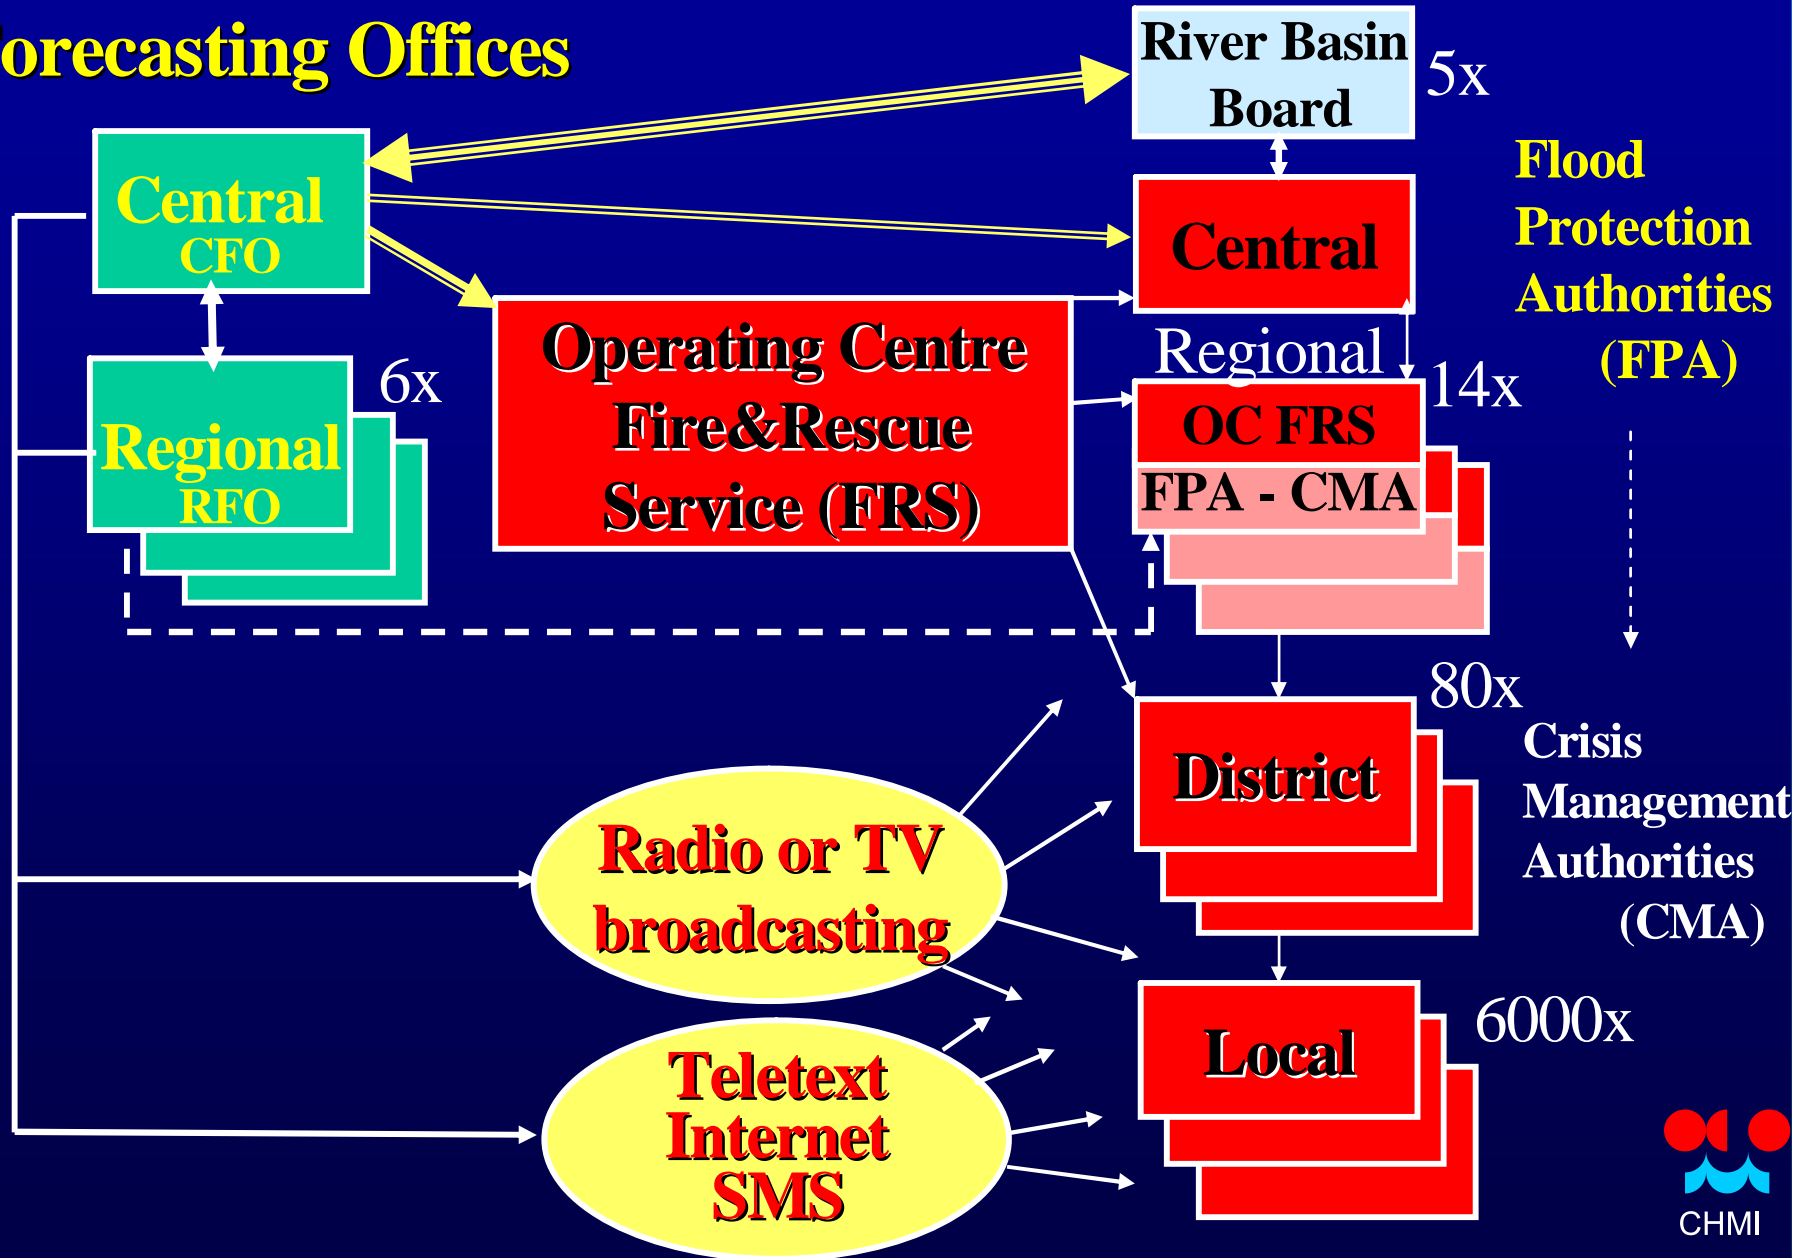 orecasting Offices
River Basin
Board
5x
Central
CFO
Central
Flood
Protection
Authorities
(FPA)
Operating Centre
Fire&Rescue
Service (FRS)
Regional
14x
6x
Regional
RFO
OC FRS
FPA - CMA
80x
District
Crisis
Management
Authorities
(CMA)
Radio or TV
broadcasting
Local
6000x
Teletext
Internet
SMS
CHMI